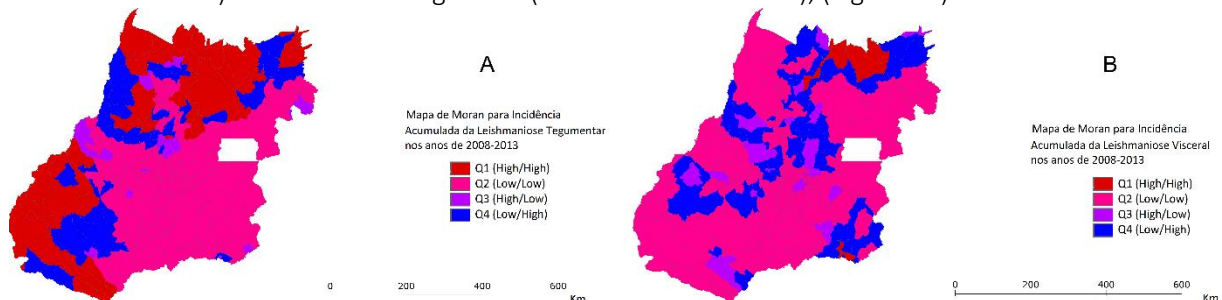 A
Mapa de Moran para Incidência
Acumulada da Leishmaniose Tegumentar
nos anos de 2008-2013
Q1 (High/High)
Q2 (Low/Low)
Q3 (High/Low)
Q4 (Low/High)
0 200 400 600
Km
B
Mapa de Moran para Incidência
Acumulada da Leishmaniose Visceral
nos anos de 2008-2013
Q1 (High/High)
Q2 (Low/Low)
Q3 (High/Low)
Q4 (Low/High)
0 200 400 600
Km